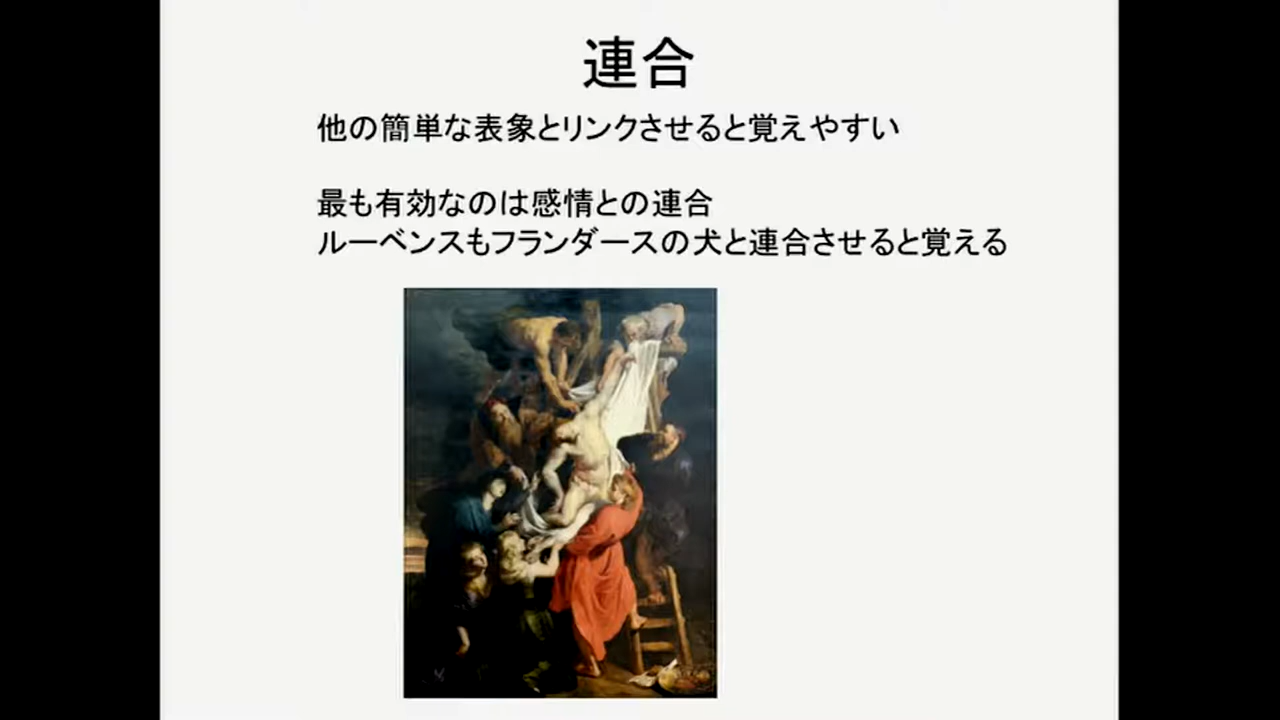 連合
他の簡単な表象とリンクさせると覚えやすい
最も有効なのは感情との連合
ルーベンスもフランダースの犬と連合させると覚える